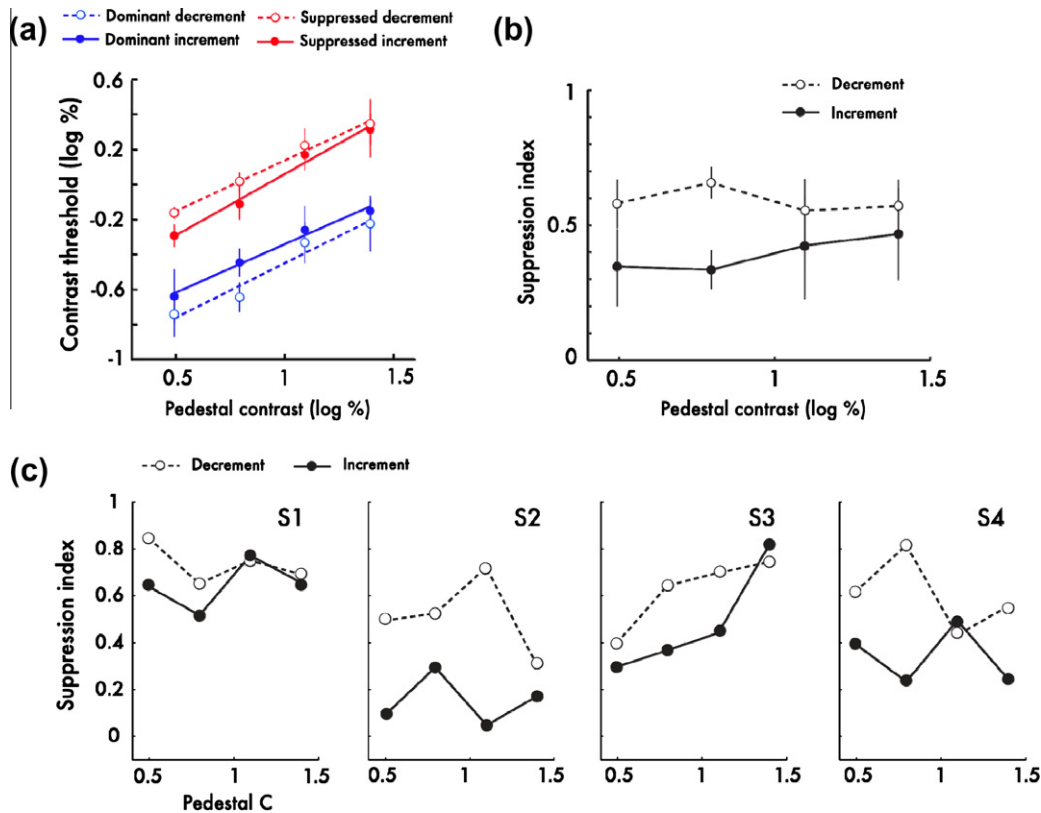 (a)
Dominant decrement
Suppressed decrement
Dominant increment
Suppressed increment
Contrast threshold (log %)
0.6
0.2
-0.2
-0.6
-1
0.5
1
1.5
Pedestal contrast (log %)
(b)
Decrement
Increment
Suppression index
1
0.5
0
0.5
1
1.5
Pedestal contrast (log %)
(c)
Decrement
Increment
Suppression index
1
0.8
0.6
0.4
0.2
0
S1
0.5
1
1.5
Pedestal C
S2
0.5
1
1.5
S3
0.5
1
1.5
S4
0.5
1
1.5